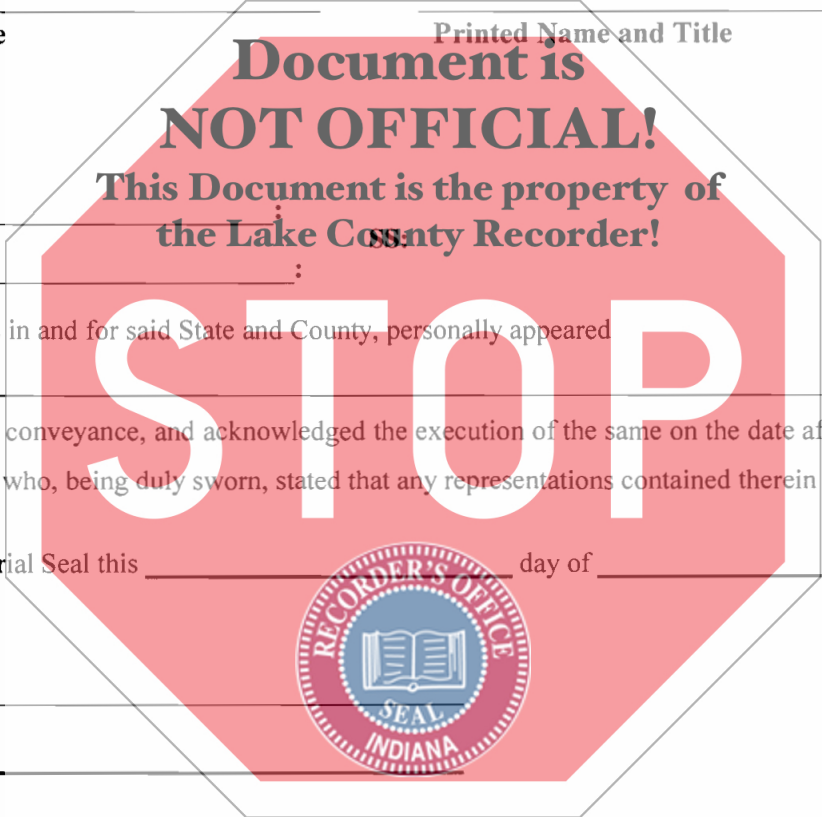 e Printed Name and Title
Document is
NOT OFFICIAL!
This Document is the property of
:
the Lake County Recorder!
SS:
:
in and for said State and County, personally appeared
STOP
conveyance, and acknowledged the execution of the same on the date af
who, being duly sworn, stated that any representations contained therein
rial Seal this day of
RECORDER'S OFFICE
SEAL
INDIANA